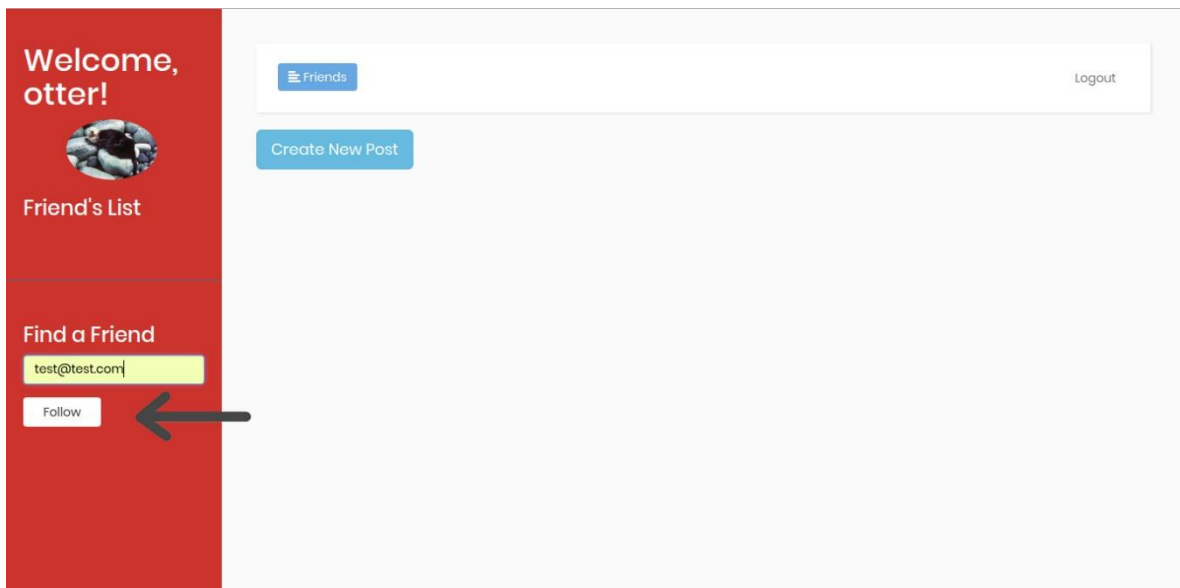 Welcome,
otter!
Friend's List
Find a Friend
test@test.com
Follow
Friends
Logout
Create New Post